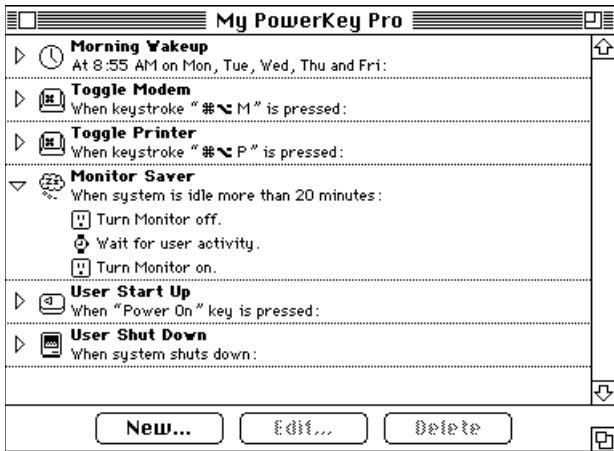 My PowerKey Pro
Morning Wakeup
At 8:55 AM on Mon, Tue, Wed, Thu and Fri:
Toggle Modem
When keystroke "⌘⌥ M" is pressed:
Toggle Printer
When keystroke "⌘⌥ P" is pressed:
Monitor Saver
When system is idle more than 20 minutes:
Turn Monitor off.
Wait for user activity.
Turn Monitor on.
User Start Up
When "Power On" key is pressed:
User Shut Down
When system shuts down:
New... Edit... Delete